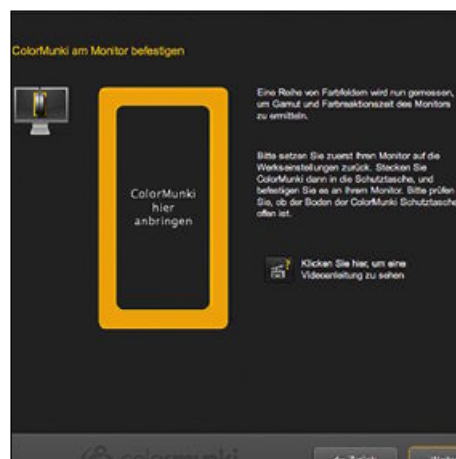 ColorMunki am Monitor befestigen
ColorMunki
hier
anbringen
Eine Reihe von Farbfeldern wird nun gemessen,
um Gamut und Farbreaktionszeit des Monitors
zu ermitteln.
Bitte setzen Sie zuerst Ihren Monitor auf die
Werkseinstellungen zurück. Stecken Sie
ColorMunki dann in die Schutztasche, und
befestigen Sie es an Ihrem Monitor. Bitte prüfen
Sie, ob der Boden der ColorMunki Schutztasche
offen ist.
Klicken Sie hier, um eine
Videoanleitung zu sehen
colormunki